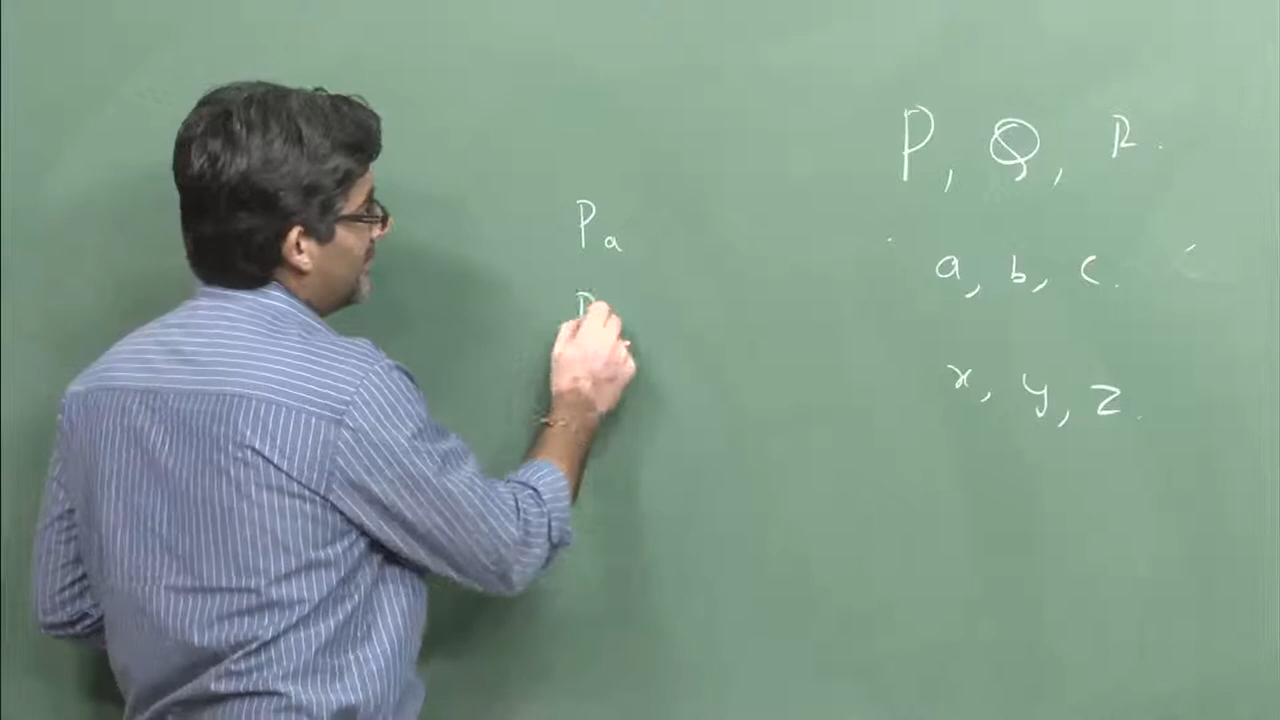 P, Q, R.
a, b, c.
x, y, z.
Pa
P